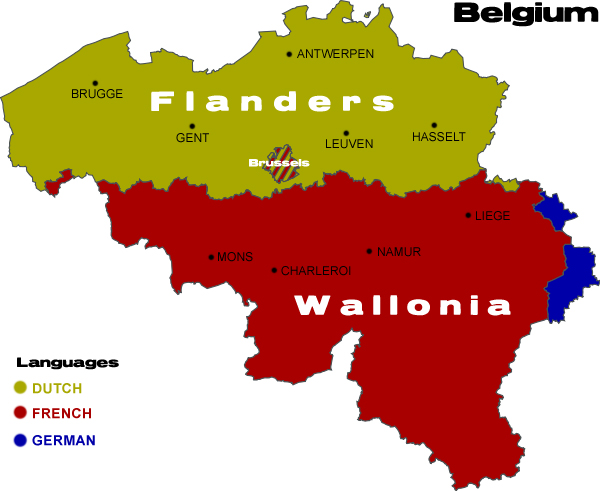 Belgium
ANTWERPEN
BRUGGE
Flanders
GENT
HASSELT
LEUVEN
Brussels
LIEGE
NAMUR
MONS
CHARLEROi
Wallonia
Languages
DUTCH
FRENCH
GERMAN